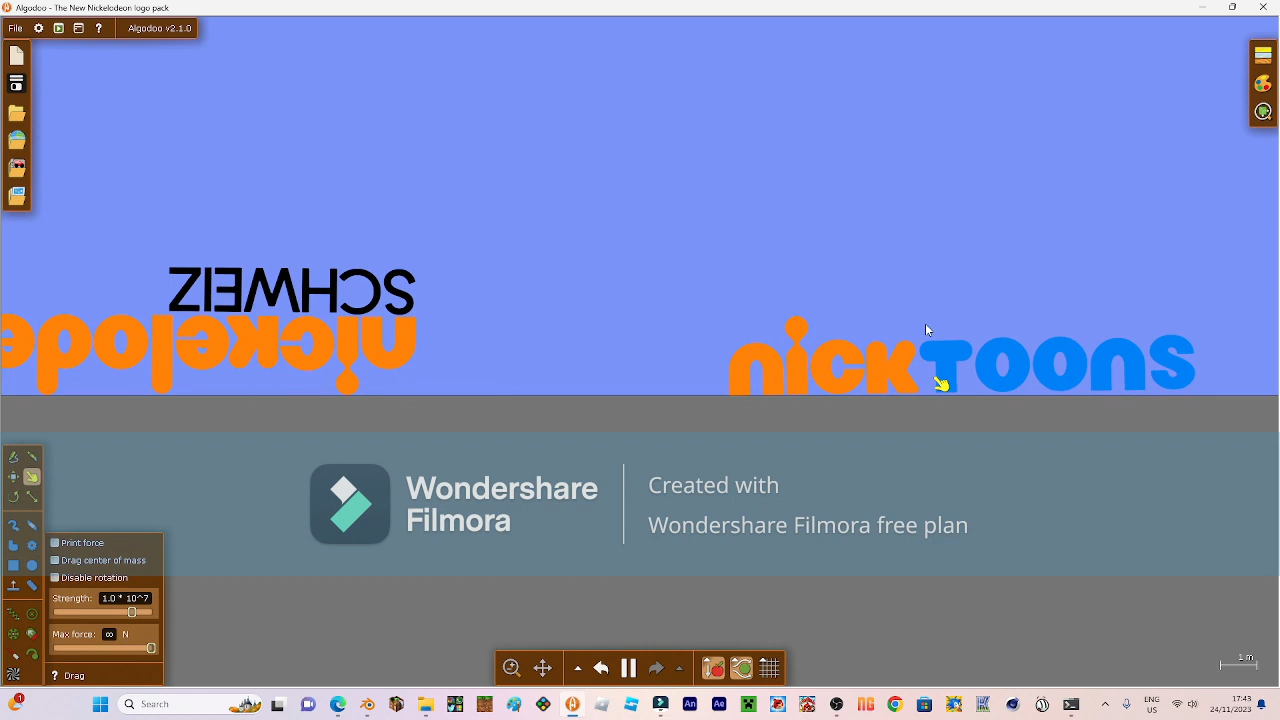 Algodoo - The New Nickelodeon logo pack
File
?
Algodoo v2.1.0
SCHWEIZ
nickelode
nickTOONS
Wondershare
Filmora
Created with
Wondershare Filmora free plan
Print force
Drag center of mass
Disable rotation
Strength: 1.0 * 10^7
Max force: ∞ N
? Drag
1 m
Search
ENG
US
17:43
24/11/2023